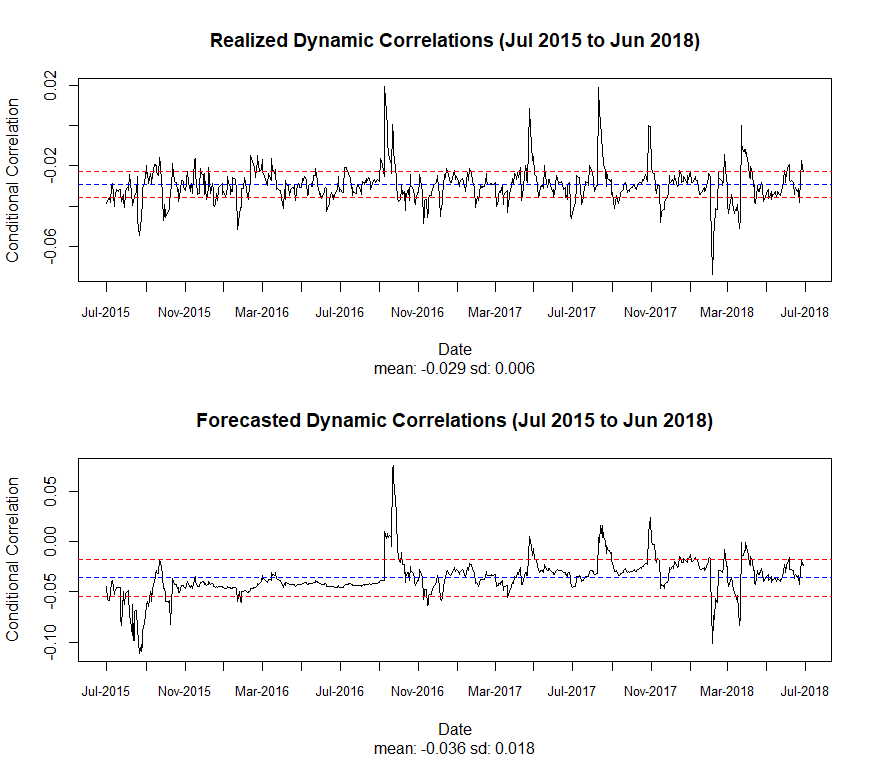 Realized Dynamic Correlations (Jul 2015 to Jun 2018)
Conditional Correlation
0.02
-0.02
-0.06
Jul-2015 Nov-2015 Mar-2016 Jul-2016 Nov-2016 Mar-2017 Jul-2017 Nov-2017 Mar-2018 Jul-2018
Date
mean: -0.029 sd: 0.006
Forecasted Dynamic Correlations (Jul 2015 to Jun 2018)
Conditional Correlation
0.05
0.00
-0.05
-0.10
Jul-2015 Nov-2015 Mar-2016 Jul-2016 Nov-2016 Mar-2017 Jul-2017 Nov-2017 Mar-2018 Jul-2018
Date
mean: -0.036 sd: 0.018